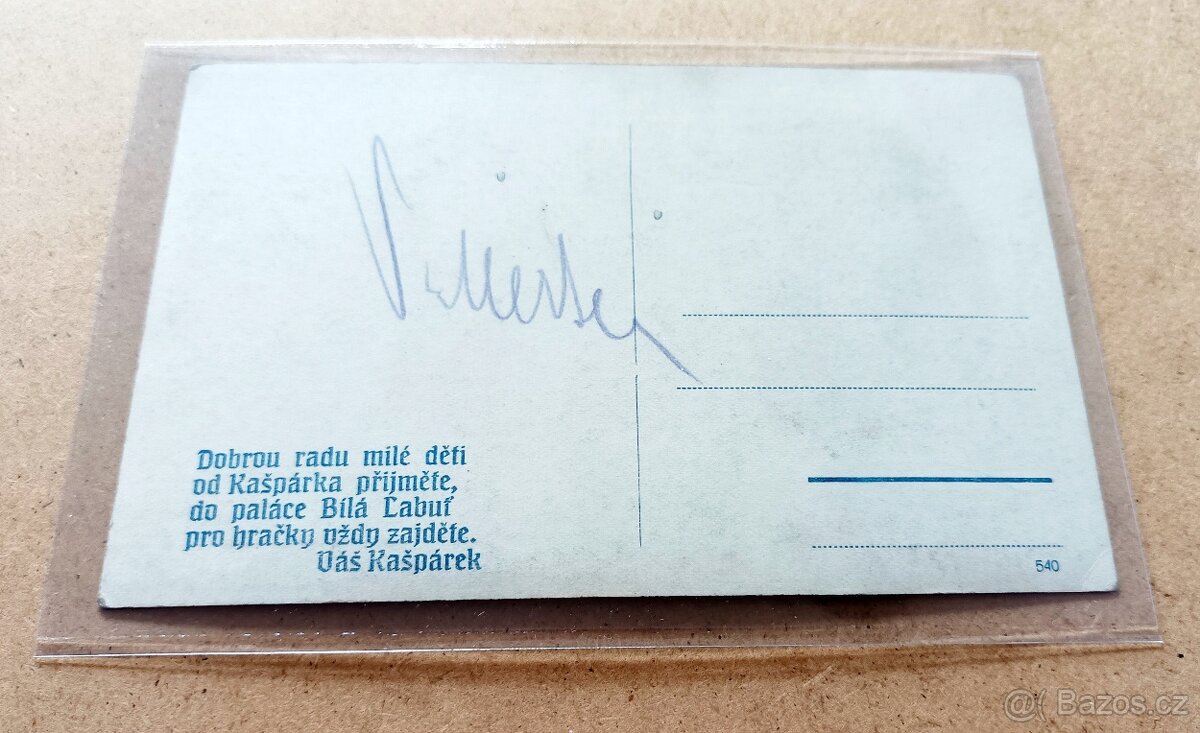 Dobrou radu milé děti
od Kašpárka přijměte,
do paláce Bílá Labuť
pro hračky vždy zajděte.
Váš Kašpárek
540
Bazos.cz